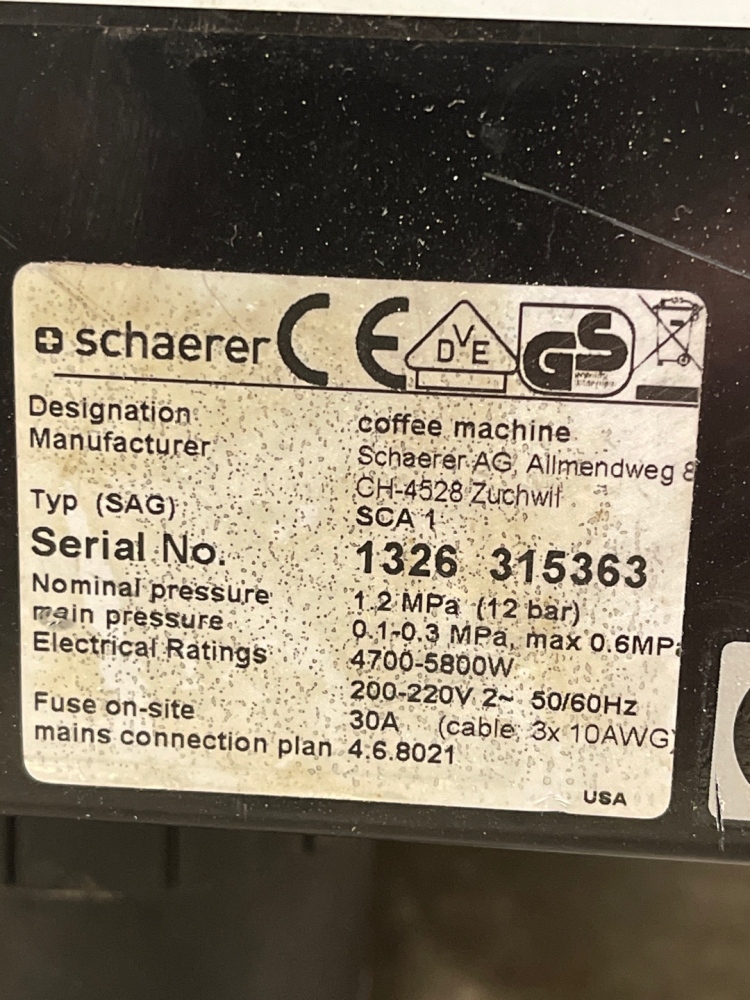 schaerer CE DVE GS
Designation coffee machine
Manufacturer Schaerer AG, Allmendweg 8
CH-4528 Zuchwil
Typ (SAG) SCA 1
Serial No. 1326 315363
Nominal pressure 1.2 MPa (12 bar)
main pressure 0.1-0.3 MPa, max 0.6MPa
Electrical Ratings 4700-5800W
200-220V 2~ 50/60Hz
Fuse on-site 30A (cable: 3x 10AWG)
mains connection plan 4.6.8021
USA